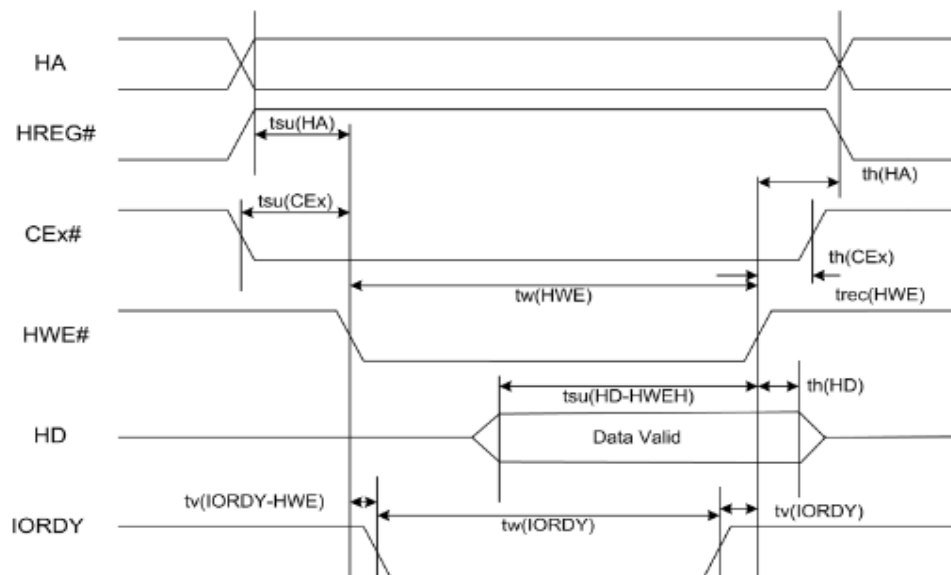 HA
tsu(HA)
HREG#
th(HA)
tsu(CEx)
CEx#
th(CEx)
tw(HWE)
trec(HWE)
HWE#
tsu(HD-HWEH)
th(HD)
HD
Data Valid
tv(IORDY-HWE)
tw(IORDY)
tv(IORDY)
IORDY